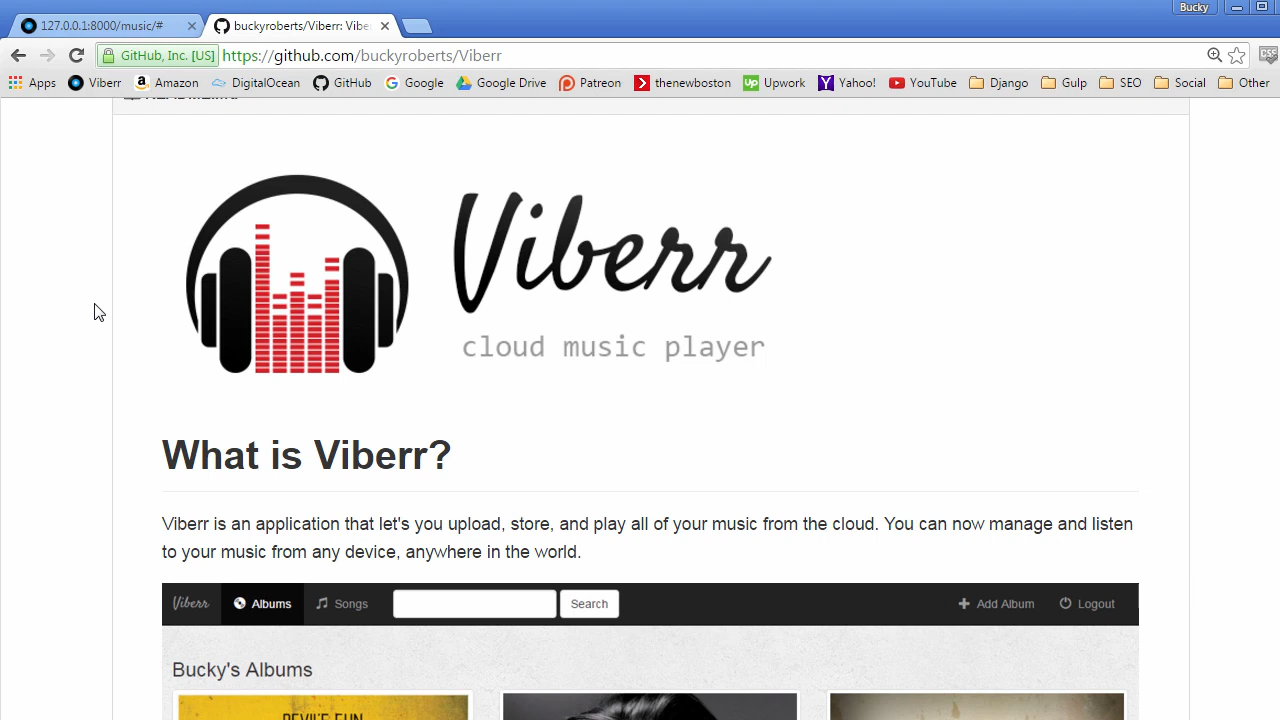 Bucky
127.0.0.1:8000/music/#
buckyroberts/Viberr: Vibe
GitHub, Inc. [US] https://github.com/buckyroberts/Viberr
Apps Viberr Amazon DigitalOcean GitHub Google Google Drive Patreon thenewboston Upwork Yahoo! YouTube Django Gulp SEO Social Other
Viberr
cloud music player
What is Viberr?
Viberr is an application that let's you upload, store, and play all of your music from the cloud. You can now manage and listen
to your music from any device, anywhere in the world.
Viberr Albums Songs Search Add Album Logout
Bucky's Albums